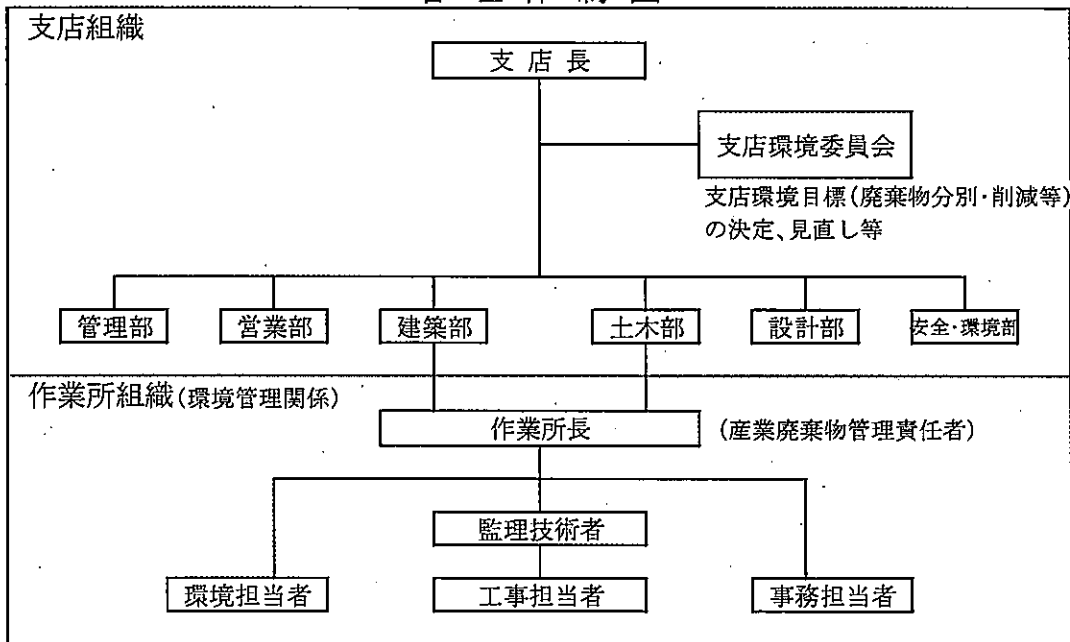 支店組織
支店長
支店環境委員会
支店環境目標(廃棄物分別・削減等)
の決定、見直し等
管理部
営業部
建築部
土木部
設計部
安全・環境部
作業所組織(環境管理関係)
作業所長
(産業廃棄物管理責任者)
監理技術者
環境担当者
工事担当者
事務担当者